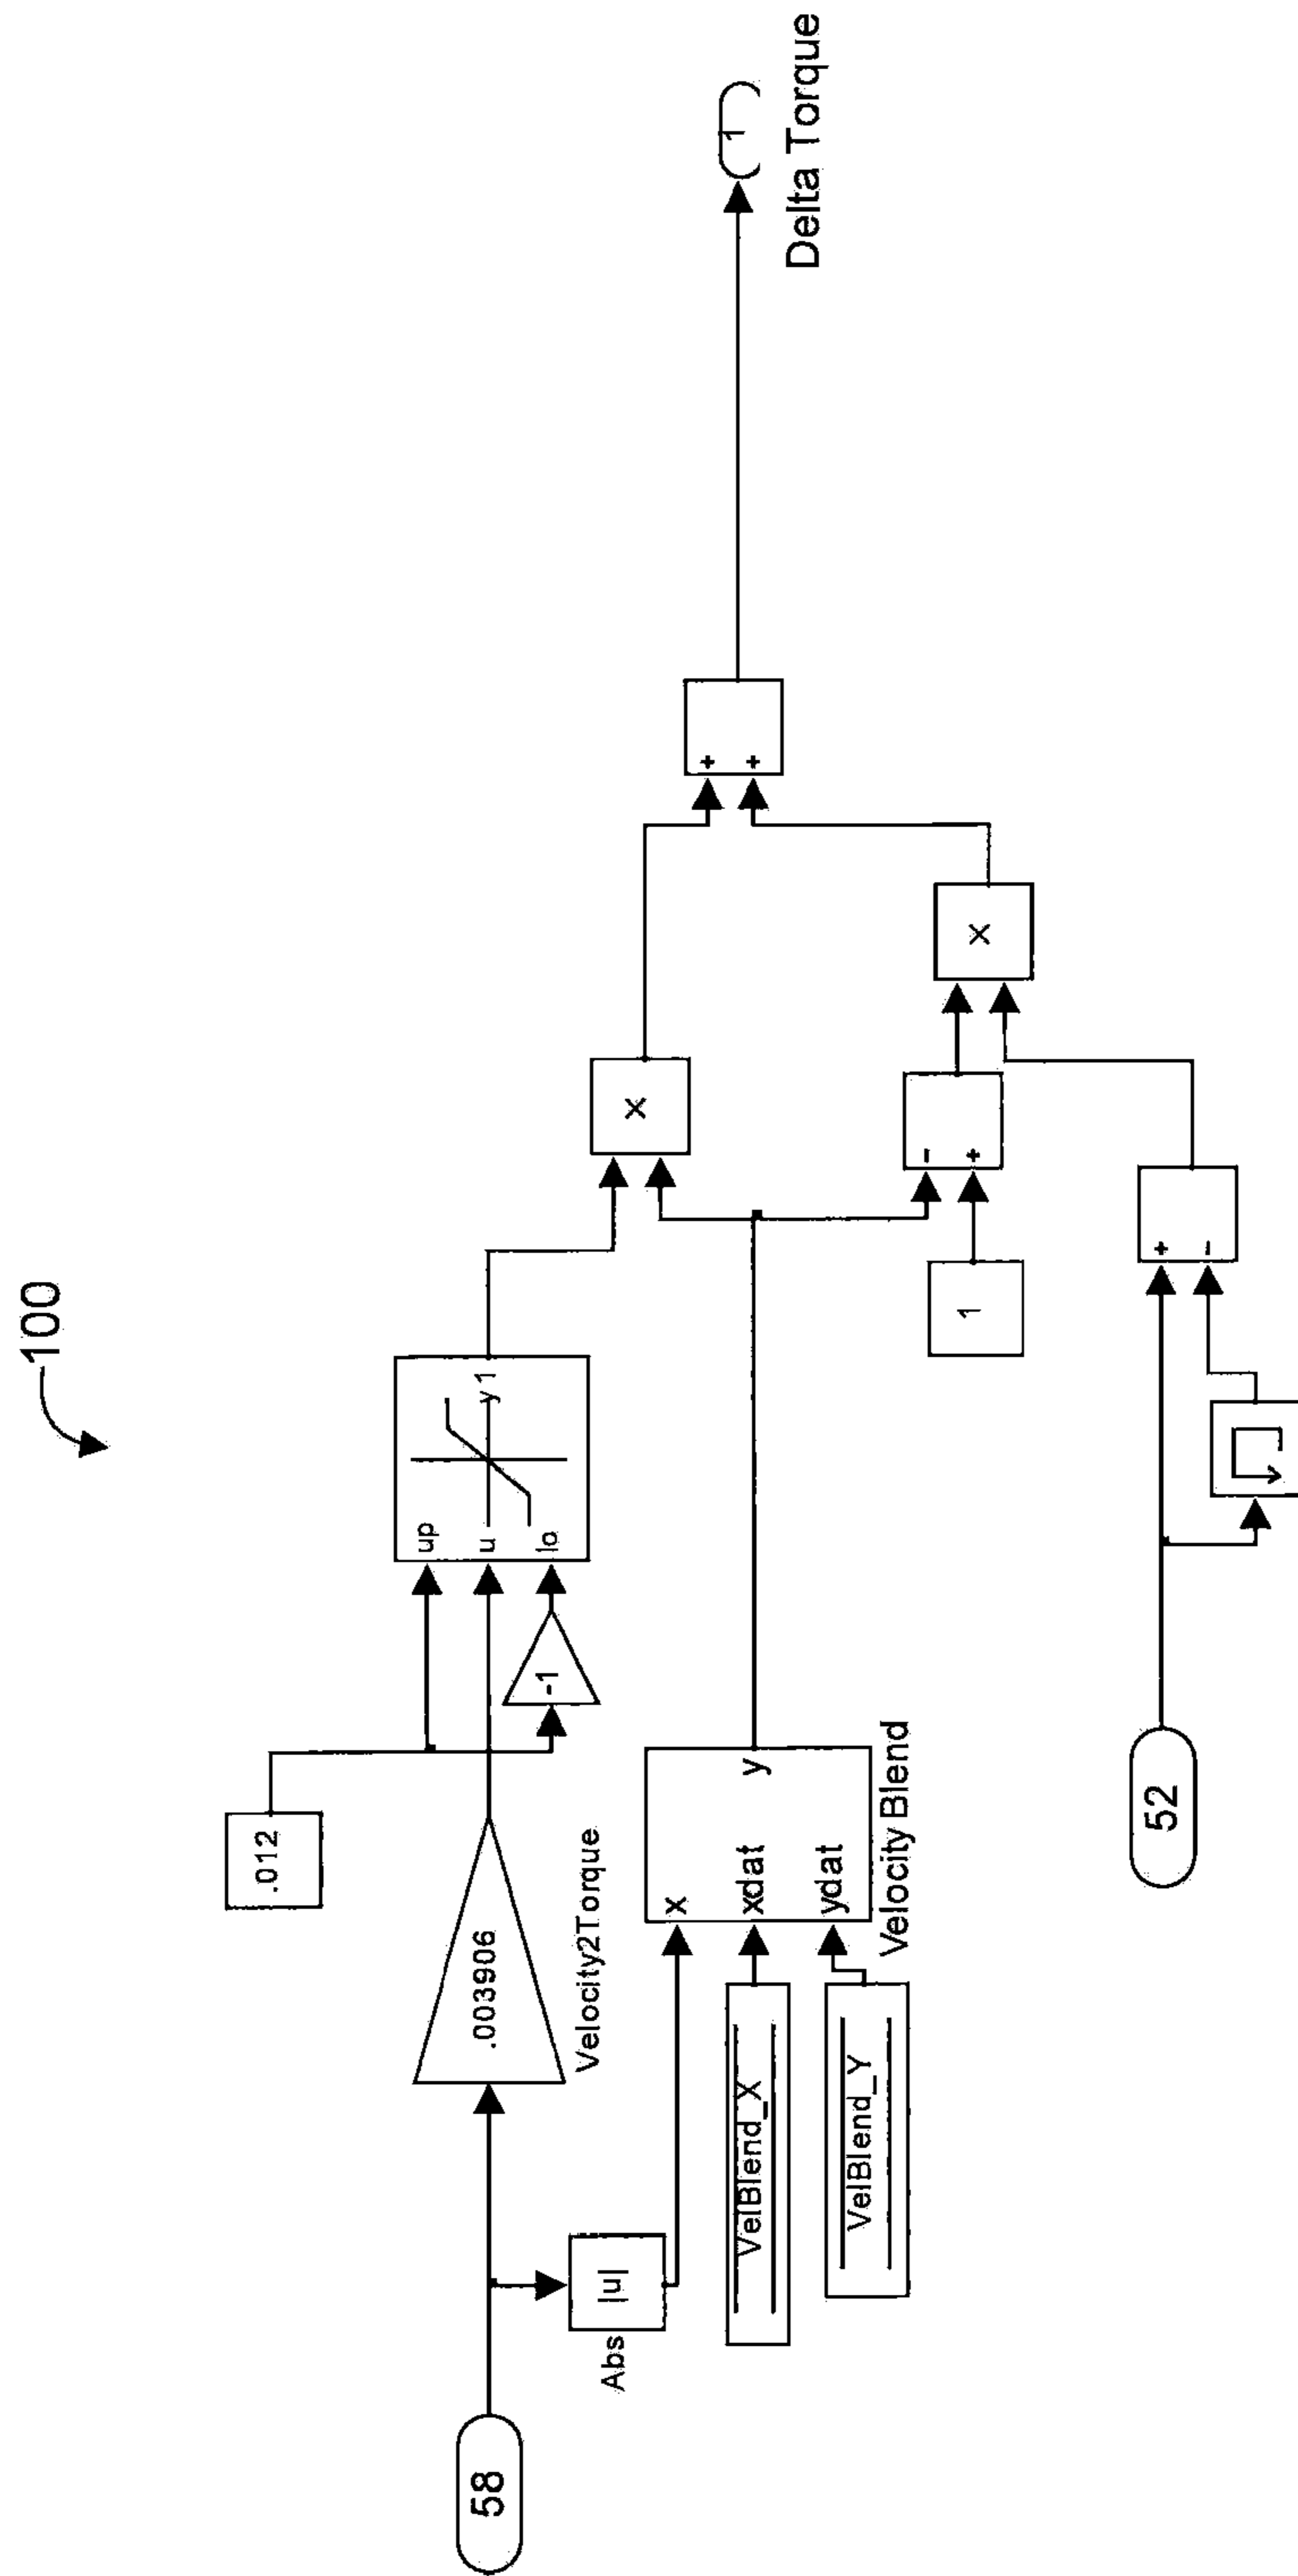 100
.012
up
u
lo
y1
58
.003906
-1
x
+
+
1
Velocity2Torque
Delta Torque
|u|
Abs
x
xdat
ydat
y
VelBlend_X
VelBlend_Y
Velocity Blend
-
+
x
1
52
+
-